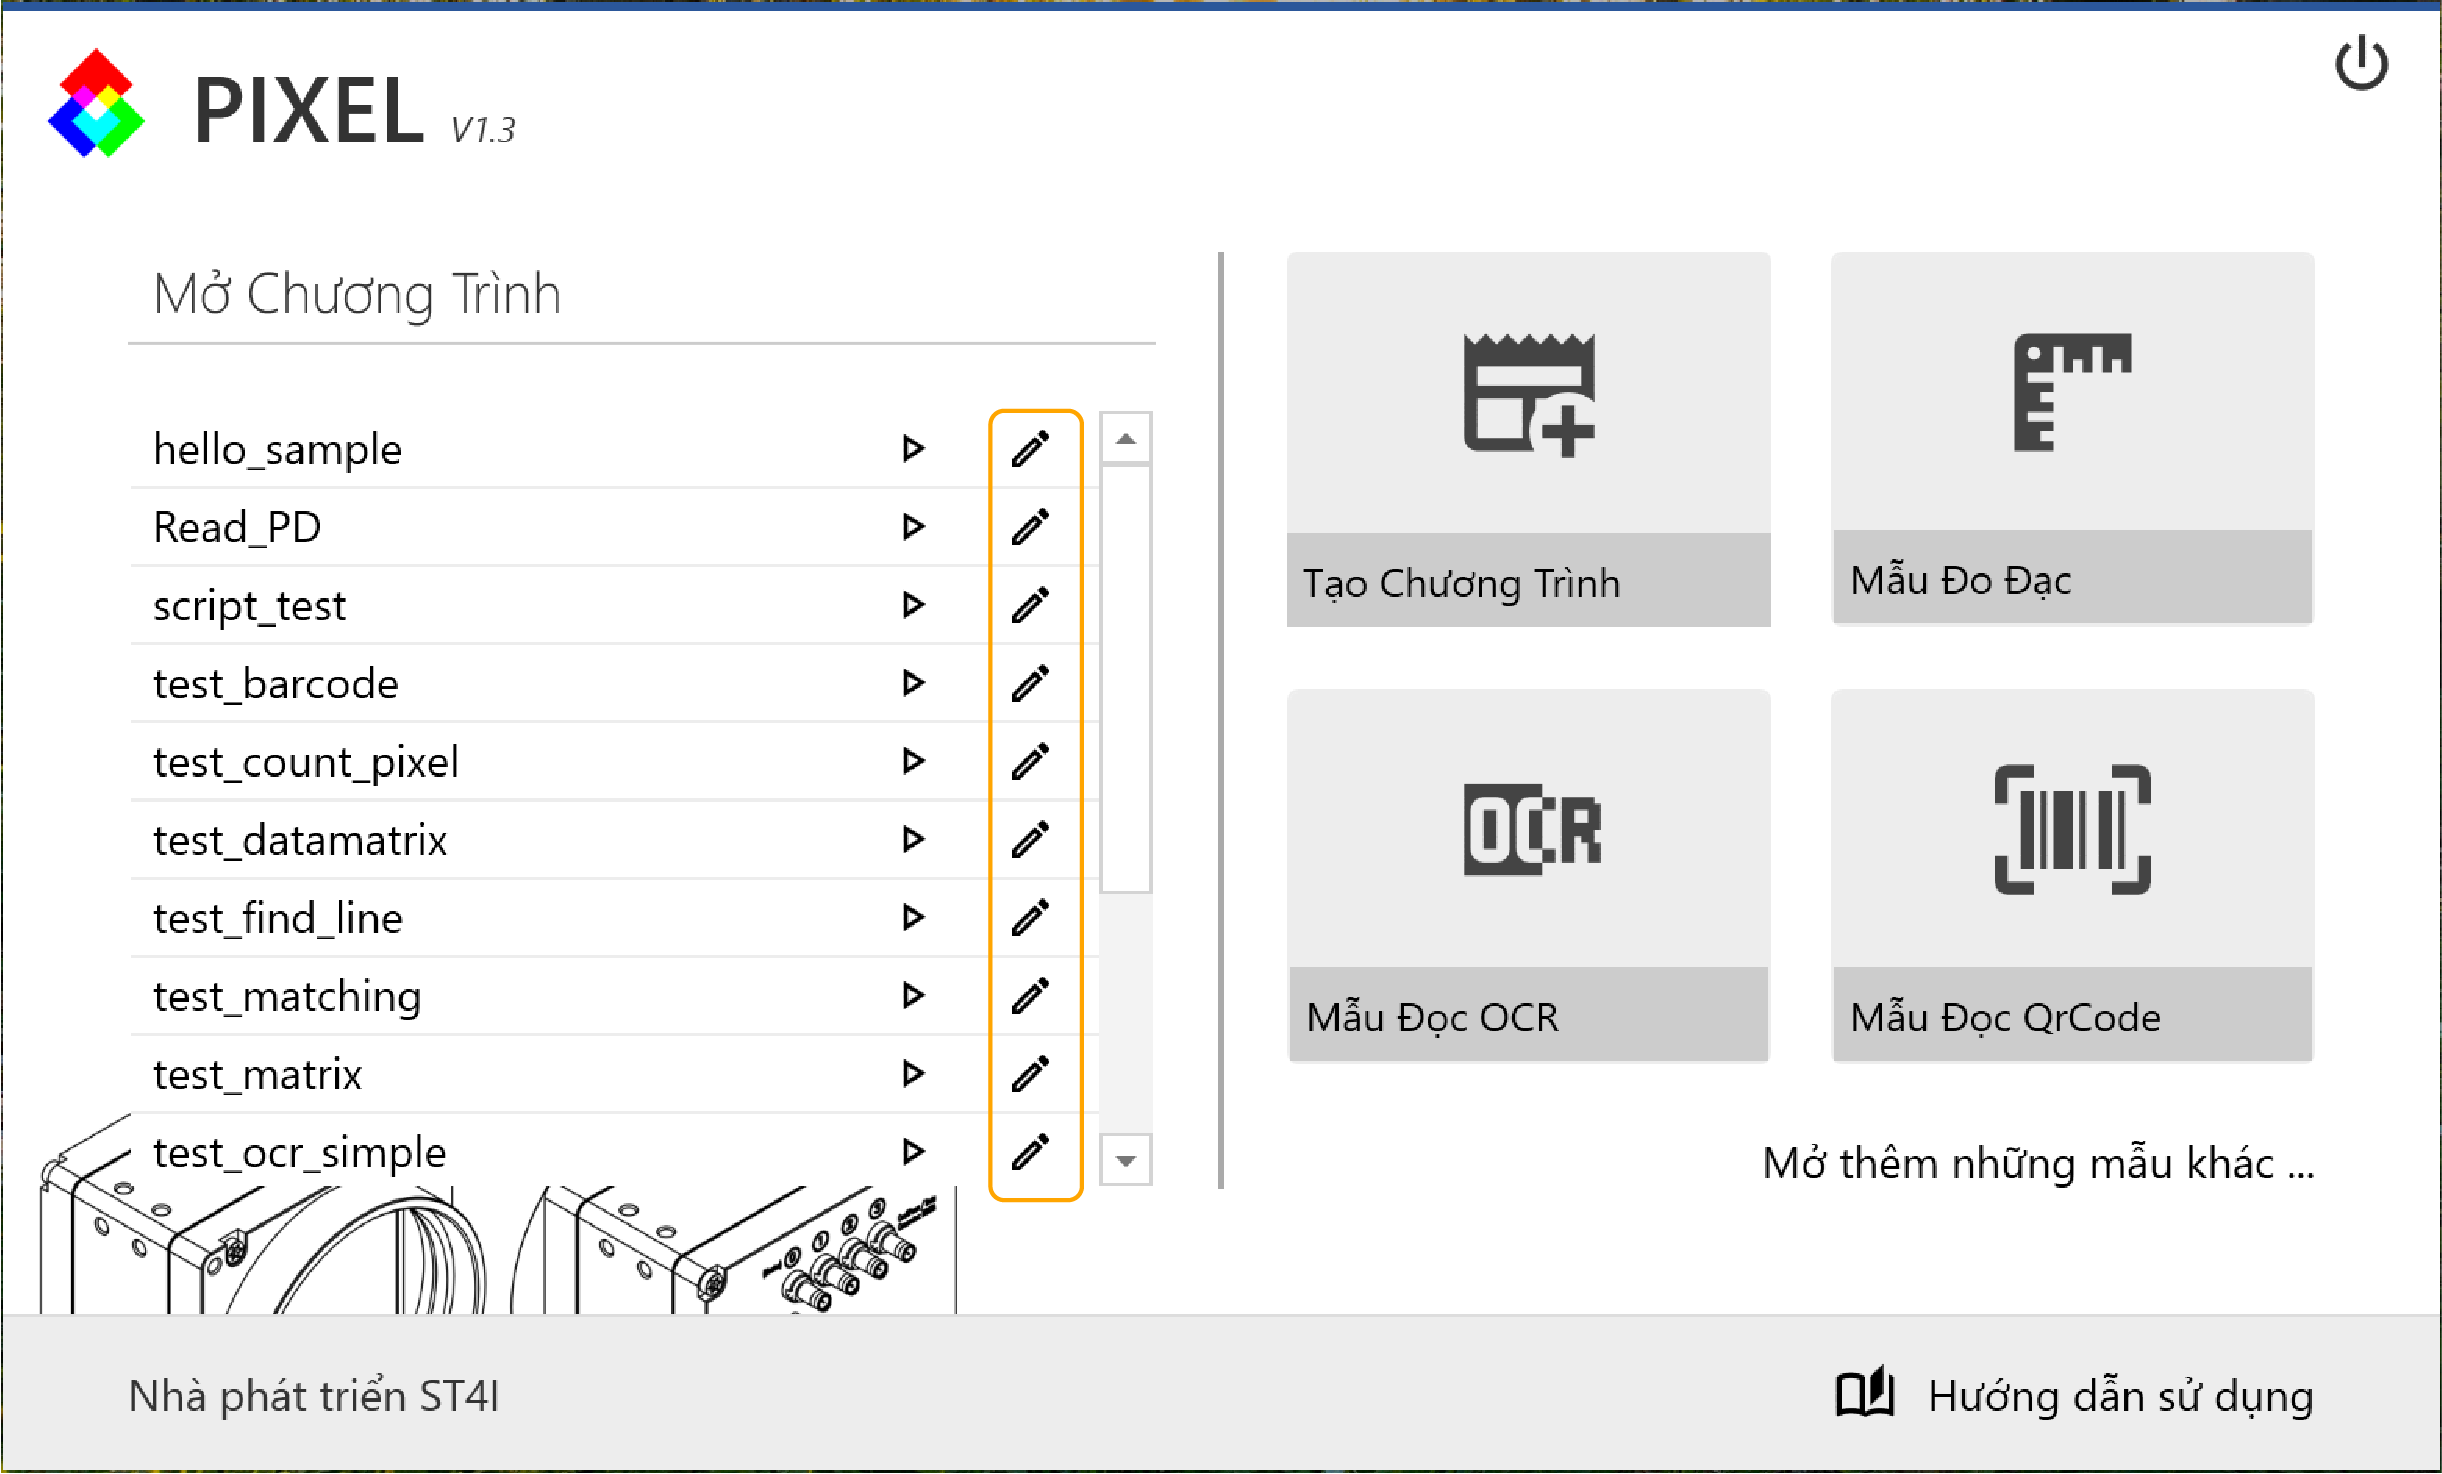 PIXEL V1.3
Mở Chương Trình
hello_sample
Read_PD
script_test
test_barcode
test_count_pixel
test_datamatrix
test_find_line
test_matching
test_matrix
test_ocr_simple
Tạo Chương Trình
Mẫu Đo Đạc
OCR
Mẫu Đọc OCR
Mẫu Đọc QrCode
Mở thêm những mẫu khác ...
Nhà phát triển ST4I
Hướng dẫn sử dụng